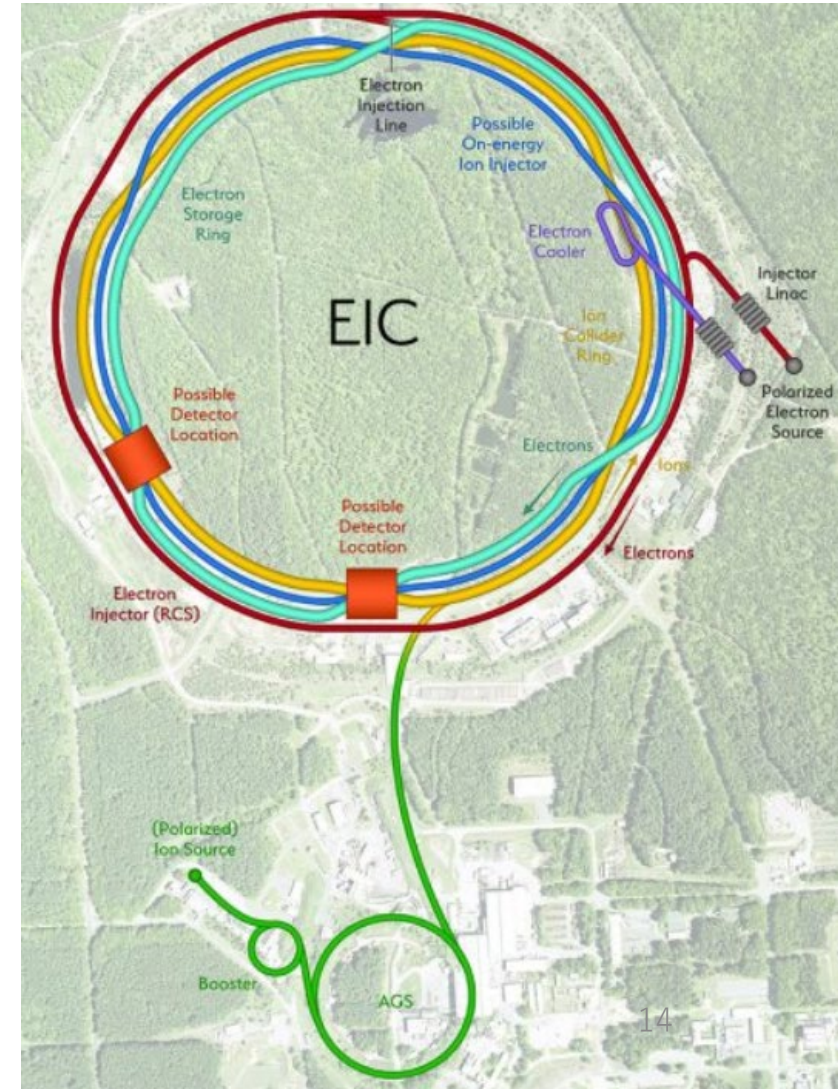 Electron
Injection
Line
Possible
On-energy
Ion Injector
Electron
Storage
Ring
Electron
Cooler
Injector
Linac
EIC
Ion
Collider
Ring
Polarized
Electron
Source
Possible
Detector
Location
Electrons
Ions
Possible
Detector
Location
Electrons
Electron
Injector (RCS)
(Polarized)
Ion Source
Booster
AGS
14